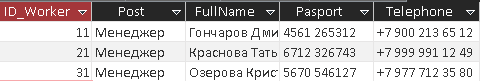 ID_Worker Post FullName Pasport Telephone
11 Менеджер Гончаров Дми 4561 265312 +7 900 213 65 12
21 Менеджер Краснова Тать 6712 326743 +7 999 991 12 49
31 Менеджер Озерова Крист 5670 546127 +7 977 712 35 80